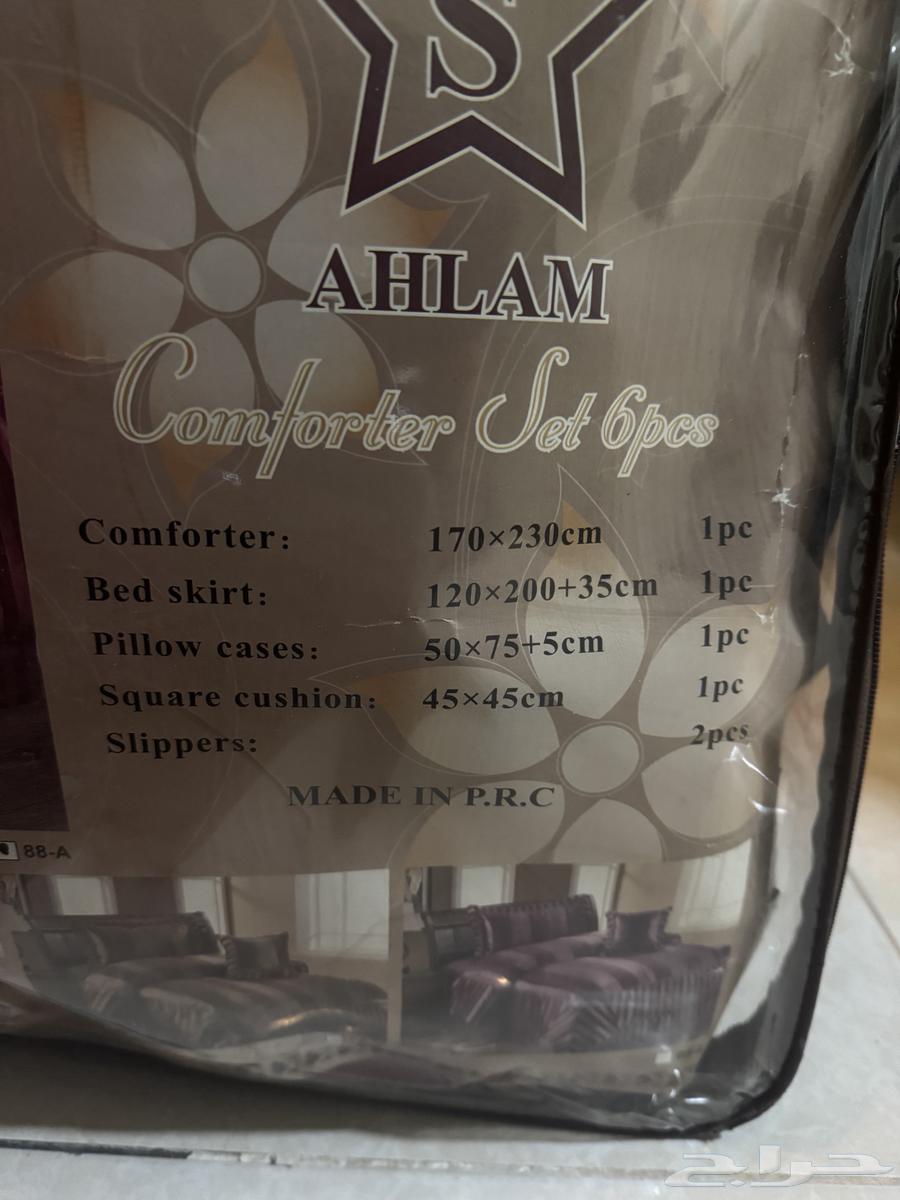 S
AHLAM
Comforter Set 6pcs
Comforter: 170×230cm 1pc
Bed skirt: 120×200+35cm 1pc
Pillow cases: 50×75+5cm 1pc
Square cushion: 45×45cm 1pc
Slippers: 2pcs
MADE IN P.R.C
88-A
حراج